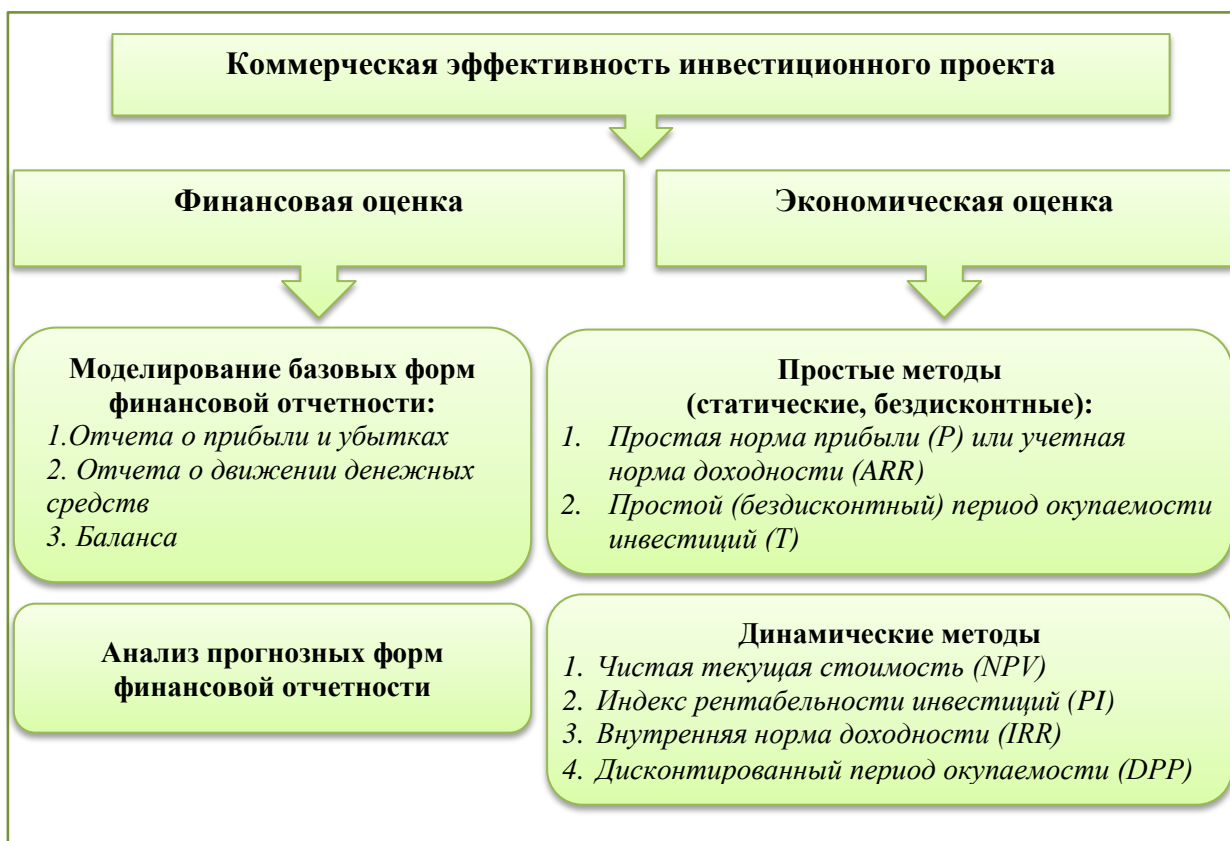 Коммерческая эффективность инвестиционного проекта
Финансовая оценка
Экономическая оценка
Моделирование базовых форм
финансовой отчетности:
1.Отчета о прибыли и убытках
2. Отчета о движении денежных
средств
3. Баланса
Анализ прогнозных форм
финансовой отчетности
Простые методы
(статические, бездисконтные):
1. Простая норма прибыли (P) или учетная
норма доходности (ARR)
2. Простой (бездисконтный) период окупаемости
инвестиций (T)
Динамические методы
1. Чистая текущая стоимость (NPV)
2. Индекс рентабельности инвестиций (PI)
3. Внутренняя норма доходности (IRR)
4. Дисконтированный период окупаемости (DPP)